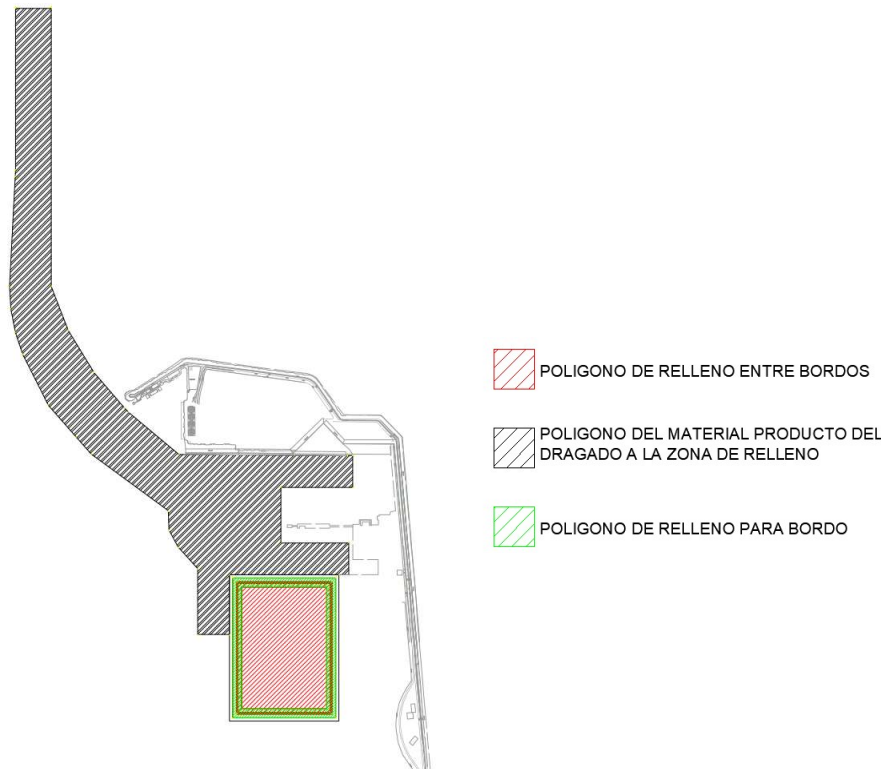 POLIGONO DE RELLENO ENTRE BORDOS
POLIGONO DEL MATERIAL PRODUCTO DEL
DRAGADO A LA ZONA DE RELLENO
POLIGONO DE RELLENO PARA BORDO